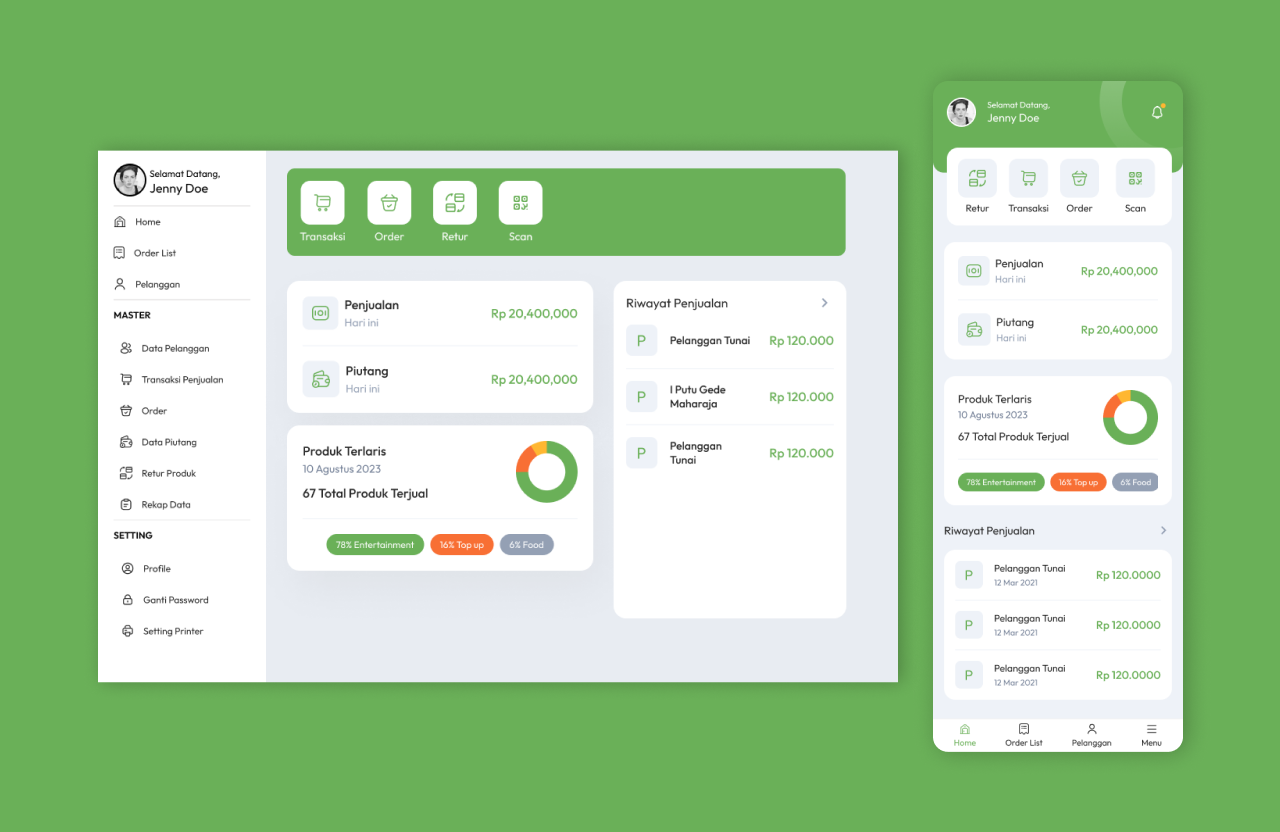 Selamat Datang,
Jenny Doe
Home
Order List
Pelanggan
MASTER
Data Pelanggan
Transaksi Penjualan
Order
Data Piutang
Retur Produk
Rekap Data
SETTING
Profile
Ganti Password
Setting Printer
Transaksi Order Retur Scan
Penjualan
Hari ini
Rp 20,400,000
Piutang
Hari ini
Rp 20,400,000
Produk Terlaris
10 Agustus 2023
67 Total Produk Terjual
78% Entertainment 16% Top up 6% Food
Riwayat Penjualan
P Pelanggan Tunai Rp 120.000
P I Putu Gede
Maharaja Rp 120.000
P Pelanggan
Tunai Rp 120.000
Selamat Datang,
Jenny Doe
Retur Transaksi Order Scan
Penjualan
Hari ini
Rp 20,400,000
Piutang
Hari ini
Rp 20,400,000
Produk Terlaris
10 Agustus 2023
67 Total Produk Terjual
78% Entertainment 16% Top up 6% Food
Riwayat Penjualan
P Pelanggan Tunai
12 Mar 2021
Rp 120.0000
P Pelanggan Tunai
12 Mar 2021
Rp 120.0000
P Pelanggan Tunai
12 Mar 2021
Rp 120.0000
Home Order List Pelanggan Menu